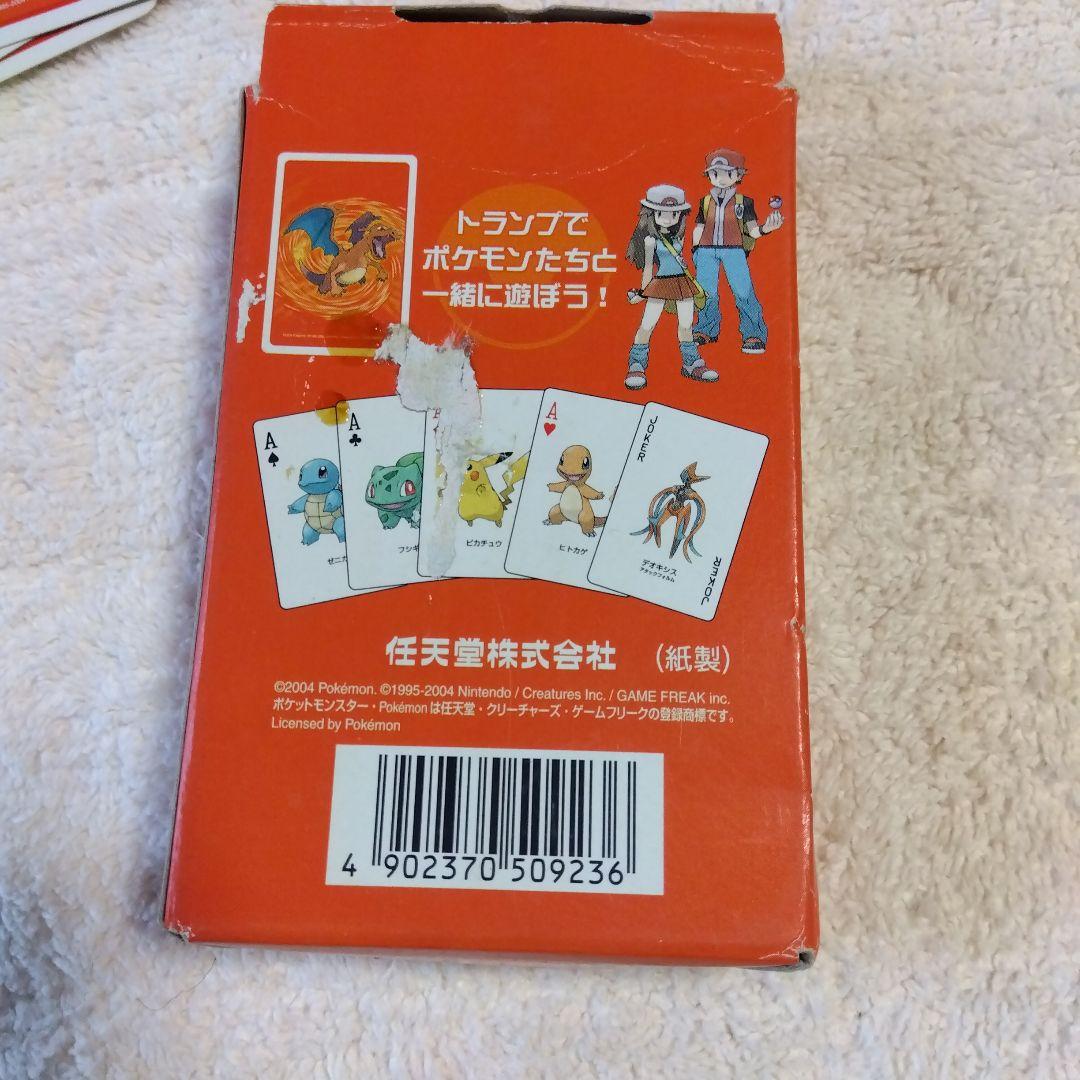 トランプで
ポケモンたちと
一緒に遊ぼう！
A
A
A
JOKER
ピカチュウ
ヒトカゲ
デオキシス
アタックフォルム
JOKER
任天堂株式会社 (紙製)
©2004 Pokémon. ©1995-2004 Nintendo / Creatures Inc. / GAME FREAK inc.
ポケットモンスター・Pokémonは任天堂・クリーチャーズ・ゲームフリークの登録商標です。
Licensed by Pokémon
4 902370 509236